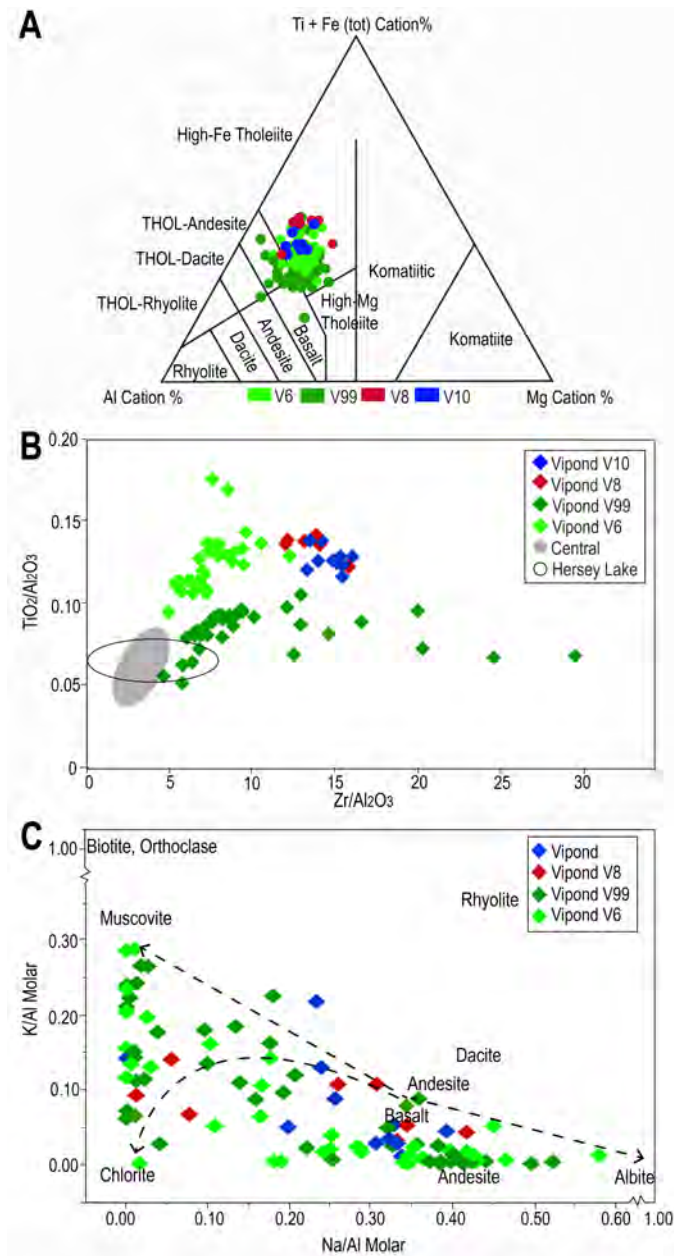 A
Ti + Fe (tot) Cation%
High-Fe Tholeiite
THOL-Andesite
THOL-Dacite
THOL-Rhyolite
Komatiitic
High-Mg
Tholeiite
Komatiite
Basalt
Andesite
Dacite
Rhyolite
Al Cation %
Mg Cation %
V6 V99 V8 V10
B
0.20
0.15
0.10
0.05
0
TiO2/Al2O3
Vipond V10
Vipond V8
Vipond V99
Vipond V6
Central
Hersey Lake
0 5 10 15 20 25 30
Zr/Al2O3
C
1.00
0.30
0.20
0.10
0.00
K/Al Molar
Biotite, Orthoclase
Vipond
Vipond V8
Vipond V99
Vipond V6
Rhyolite
Muscovite
Dacite
Andesite
Basalt
Chlorite
Andesite
Albite
0.00 0.10 0.20 0.30 0.40 0.50 0.60 1.00
Na/Al Molar